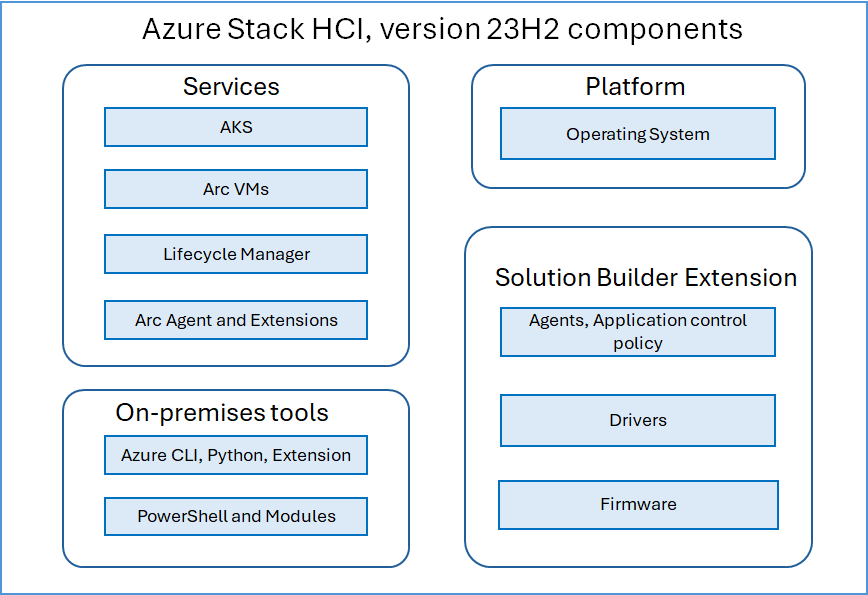 Azure Stack HCI, version 23H2 components
Services
AKS
Arc VMs
Lifecycle Manager
Arc Agent and Extensions
On-premises tools
Azure CLI, Python, Extension
PowerShell and Modules
Platform
Operating System
Solution Builder Extension
Agents, Application control
policy
Drivers
Firmware